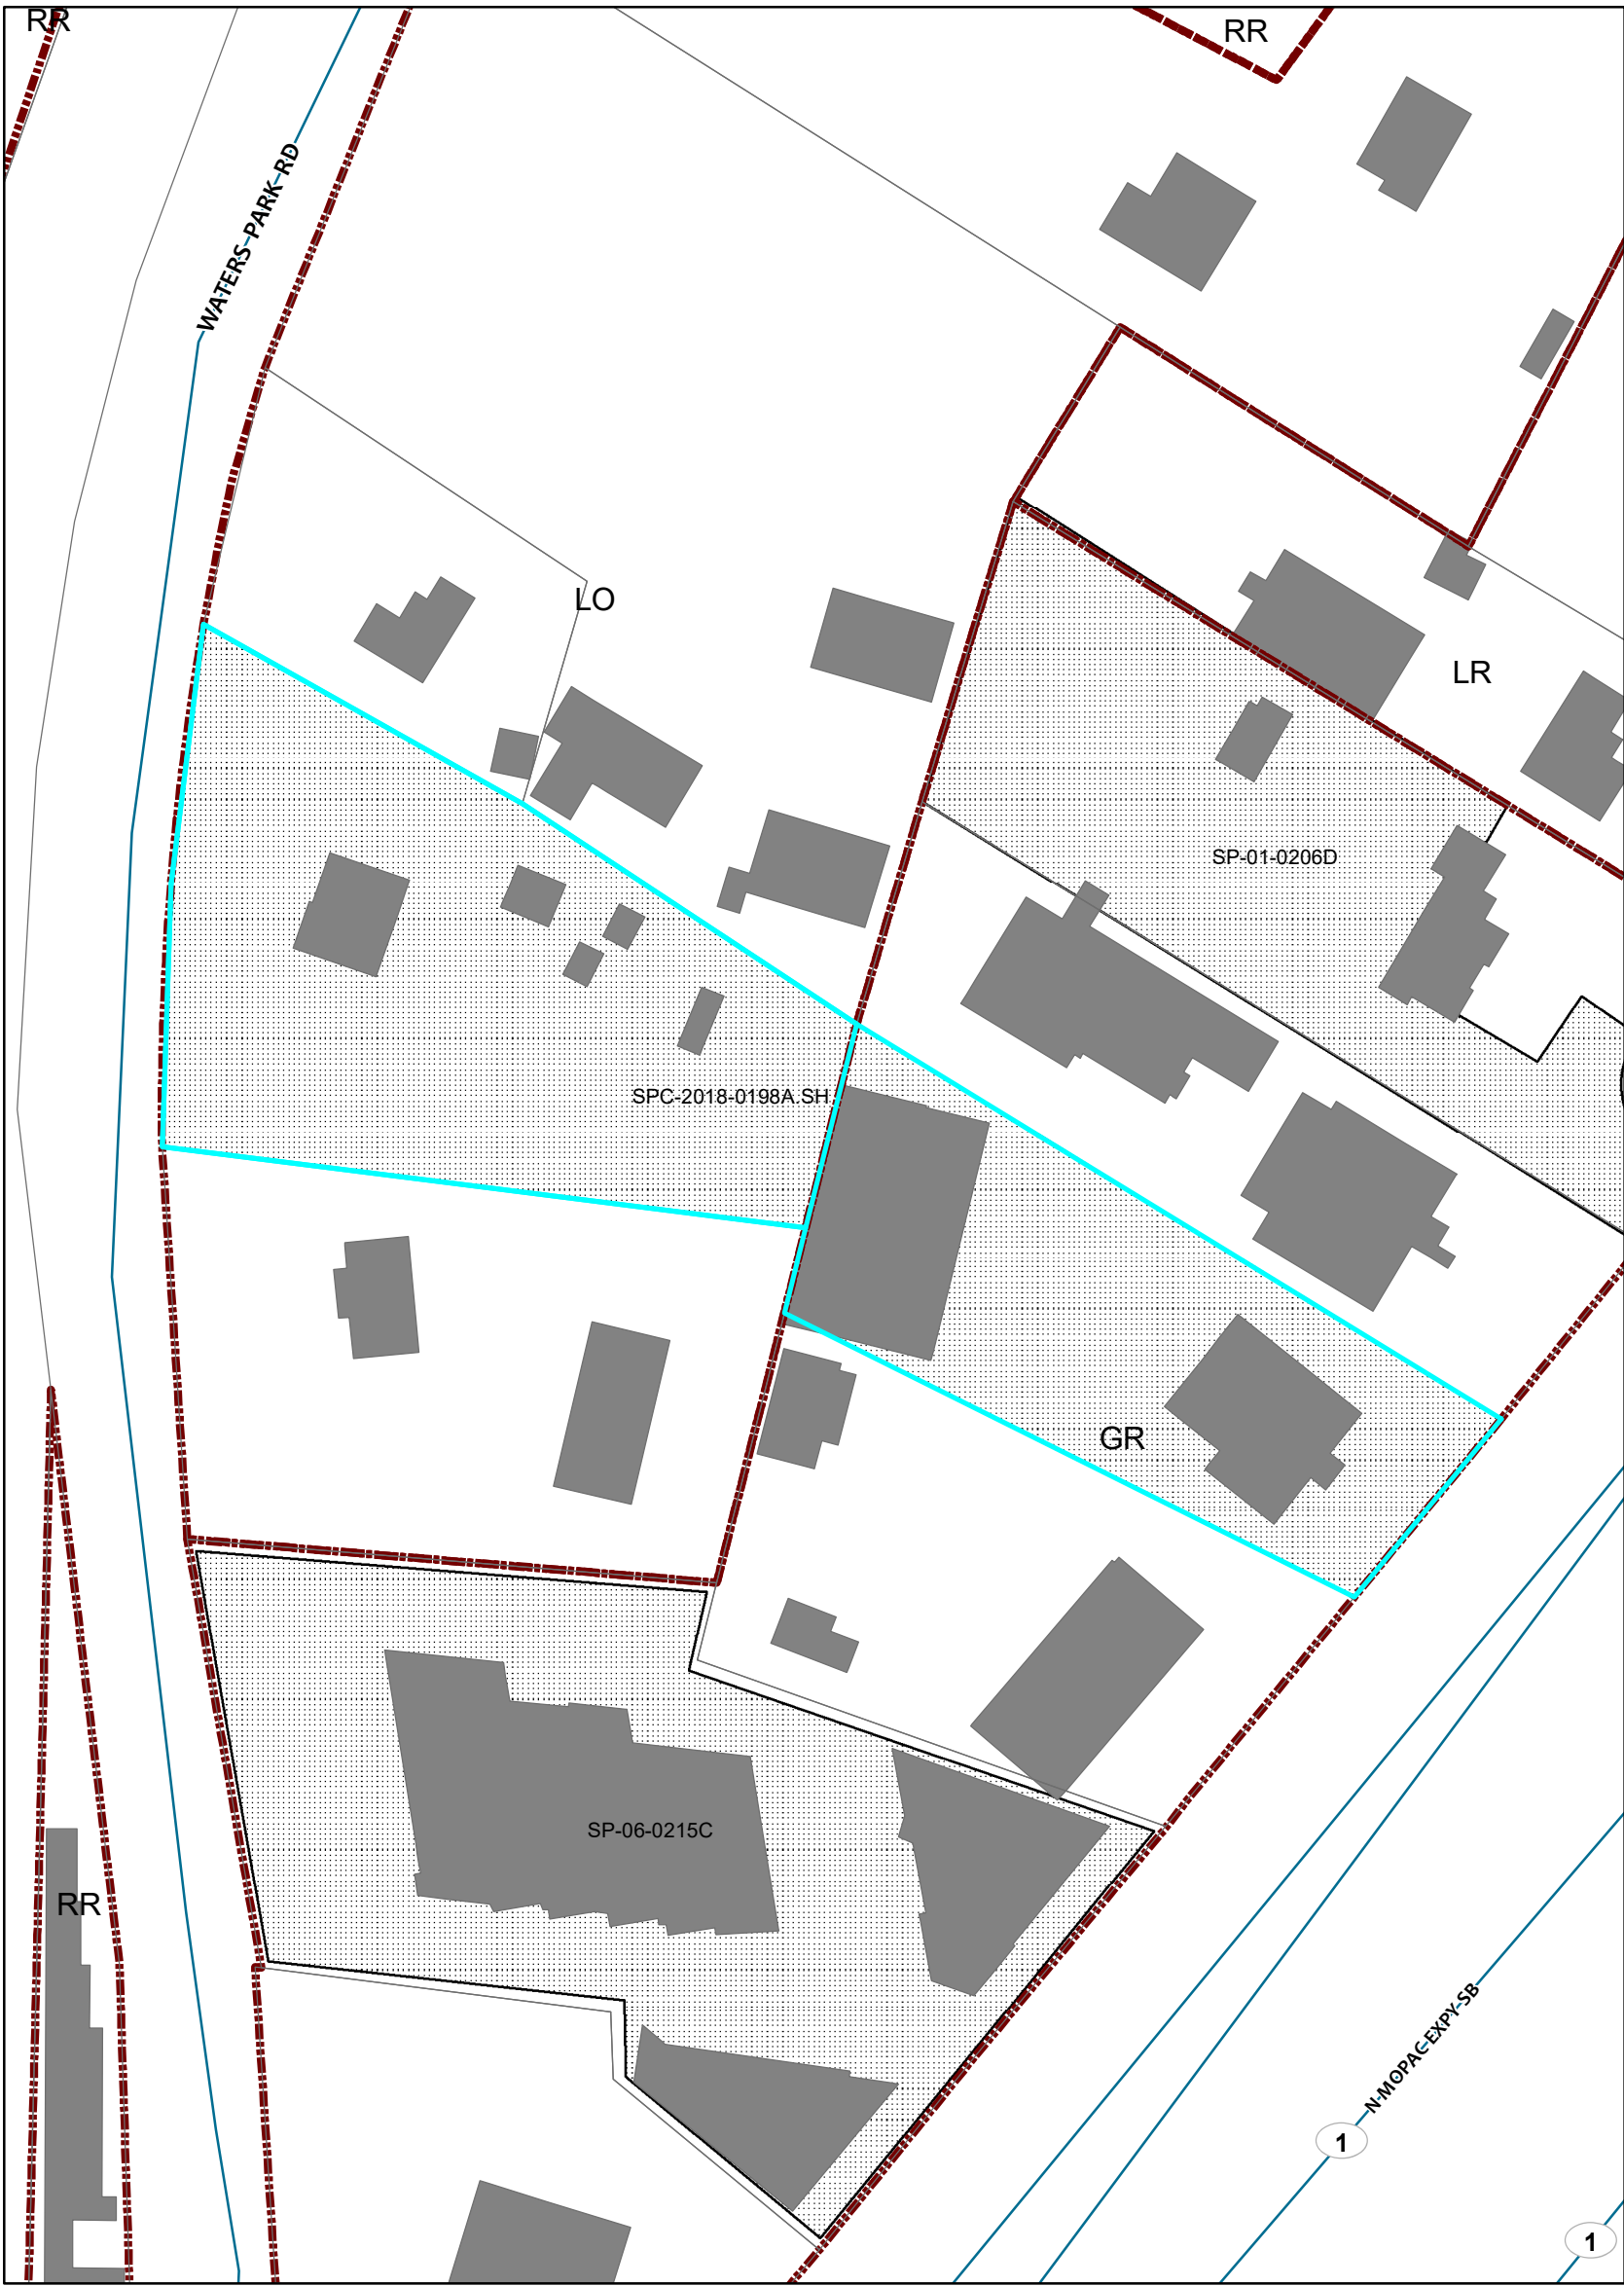 RR
RR
WATERS PARK RD
LO
LR
SP-01-0206D
SPC-2018-0198A.SH
GR
SP-06-0215C
RR
N MOPAC EXPY SB
1
1